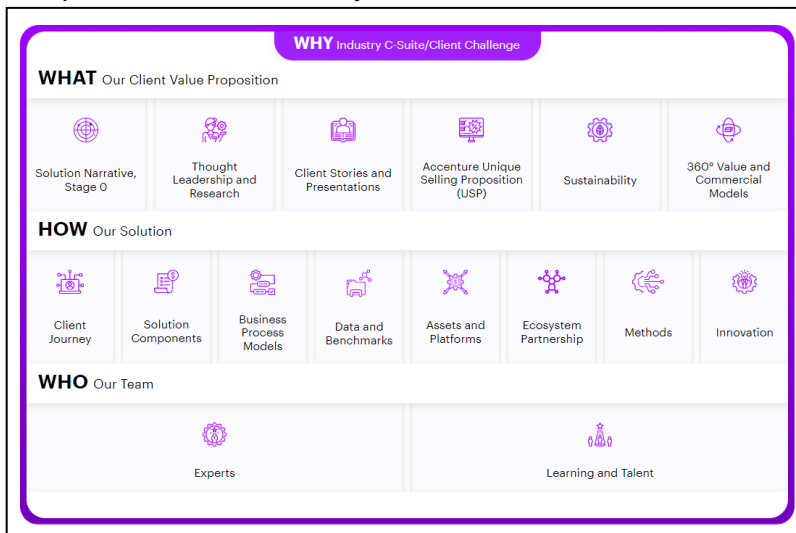 WHY Industry C-Suite/Client Challenge
WHAT Our Client Value Proposition
Solution Narrative,
Stage 0
Thought
Leadership and
Research
Client Stories and
Presentations
Accenture Unique
Selling Proposition
(USP)
Sustainability
360° Value and
Commercial
Models
HOW Our Solution
Client
Journey
Solution
Components
Business
Process
Models
Data and
Benchmarks
Assets and
Platforms
Ecosystem
Partnership
Methods
Innovation
WHO Our Team
Experts
Learning and Talent